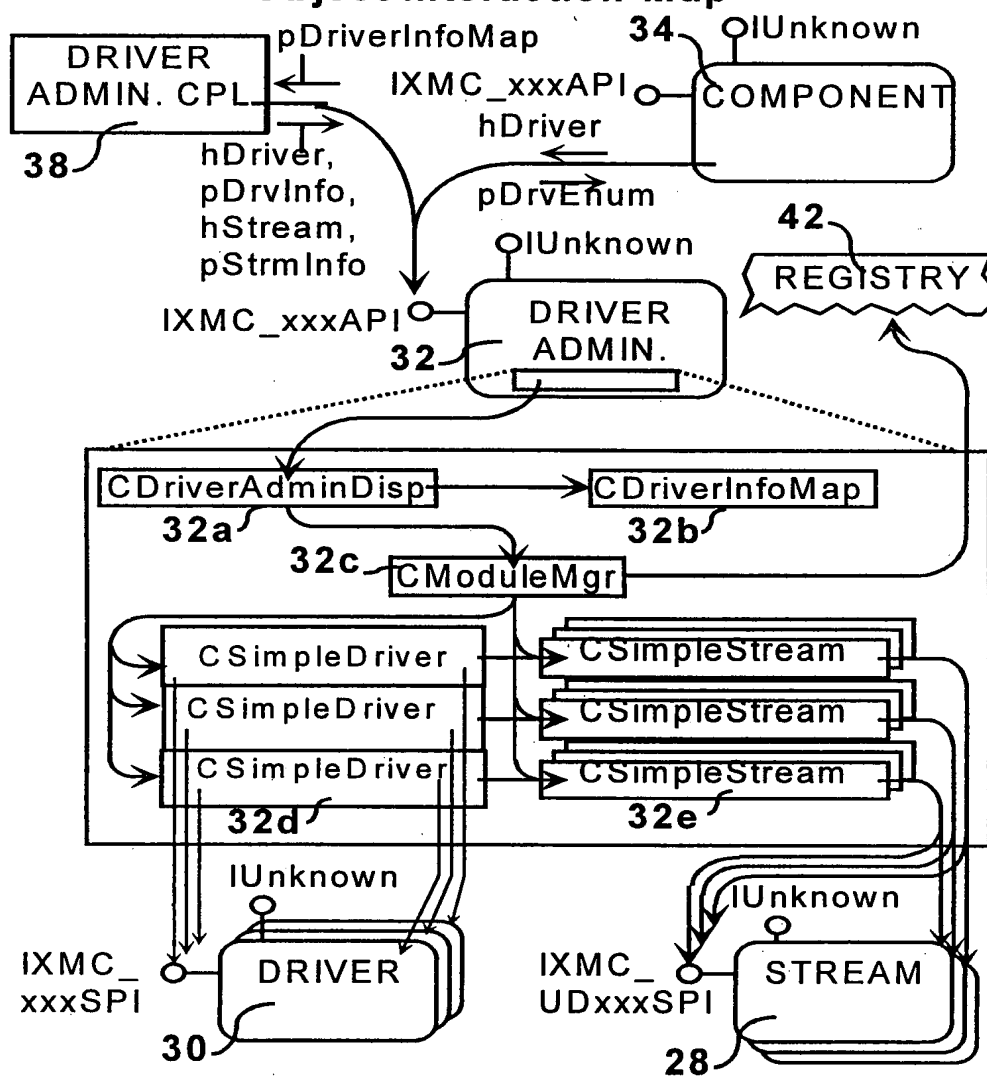 DRIVER
ADMIN. CPL
38
pDriverInfoMap
hDriver,
pDrvInfo,
hStream,
pStrmInfo
34
IUnknown
IXMC_xxxAPI
COMPONENT
hDriver
pDrvEnum
42
REGISTRY
IUnknown
IXMC_xxxAPI
DRIVER
ADMIN.
32
CDriverAdminDisp
32a
CDriverInfoMap
32b
32c
CModuleMgr
CSimpleDriver
CSimpleStream
CSimpleDriver
CSimpleStream
CSimpleDriver
CSimpleStream
32d
32e
IUnknown
IXMC_
xxxSPI
DRIVER
30
IUnknown
IXMC_
UDxxxSPI
STREAM
28